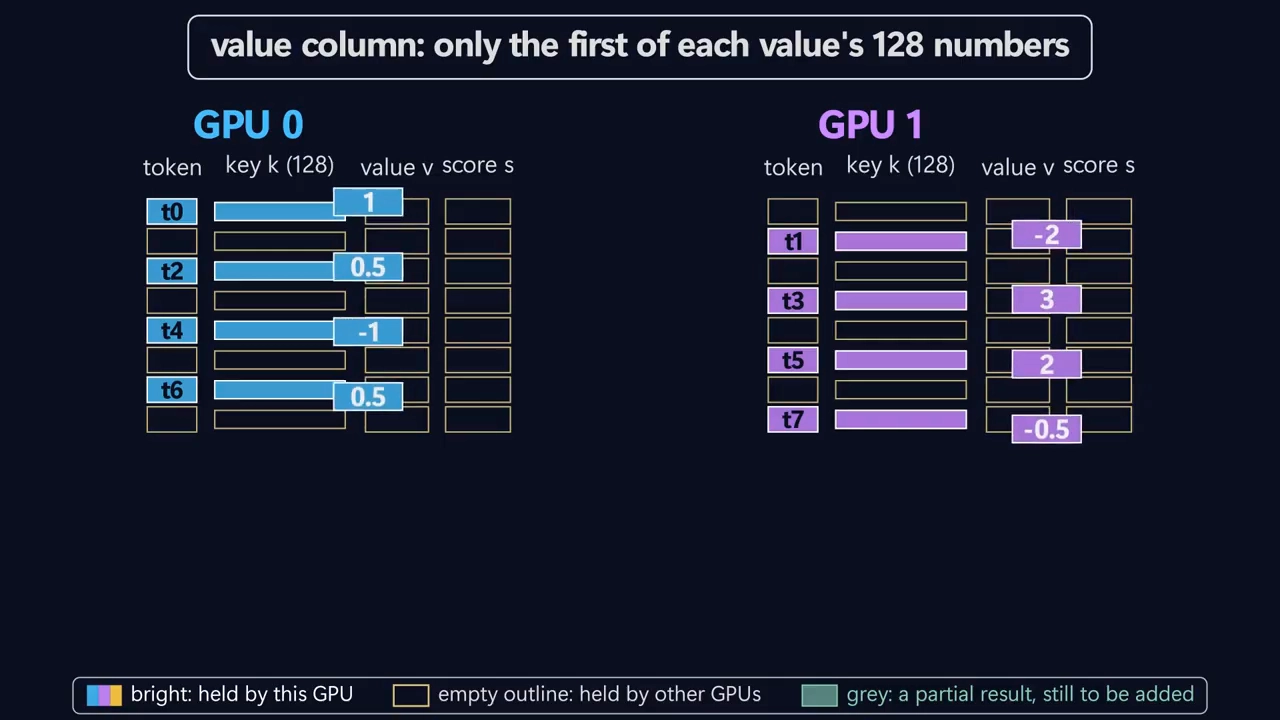 value column: only the first of each value's 128 numbers
GPU 0
token key k (128) value v score s
t0 1
t2 0.5
t4 -1
t6 0.5
GPU 1
token key k (128) value v score s
t1 -2
t3 3
t5 2
t7 -0.5
bright: held by this GPU
empty outline: held by other GPUs
grey: a partial result, still to be added